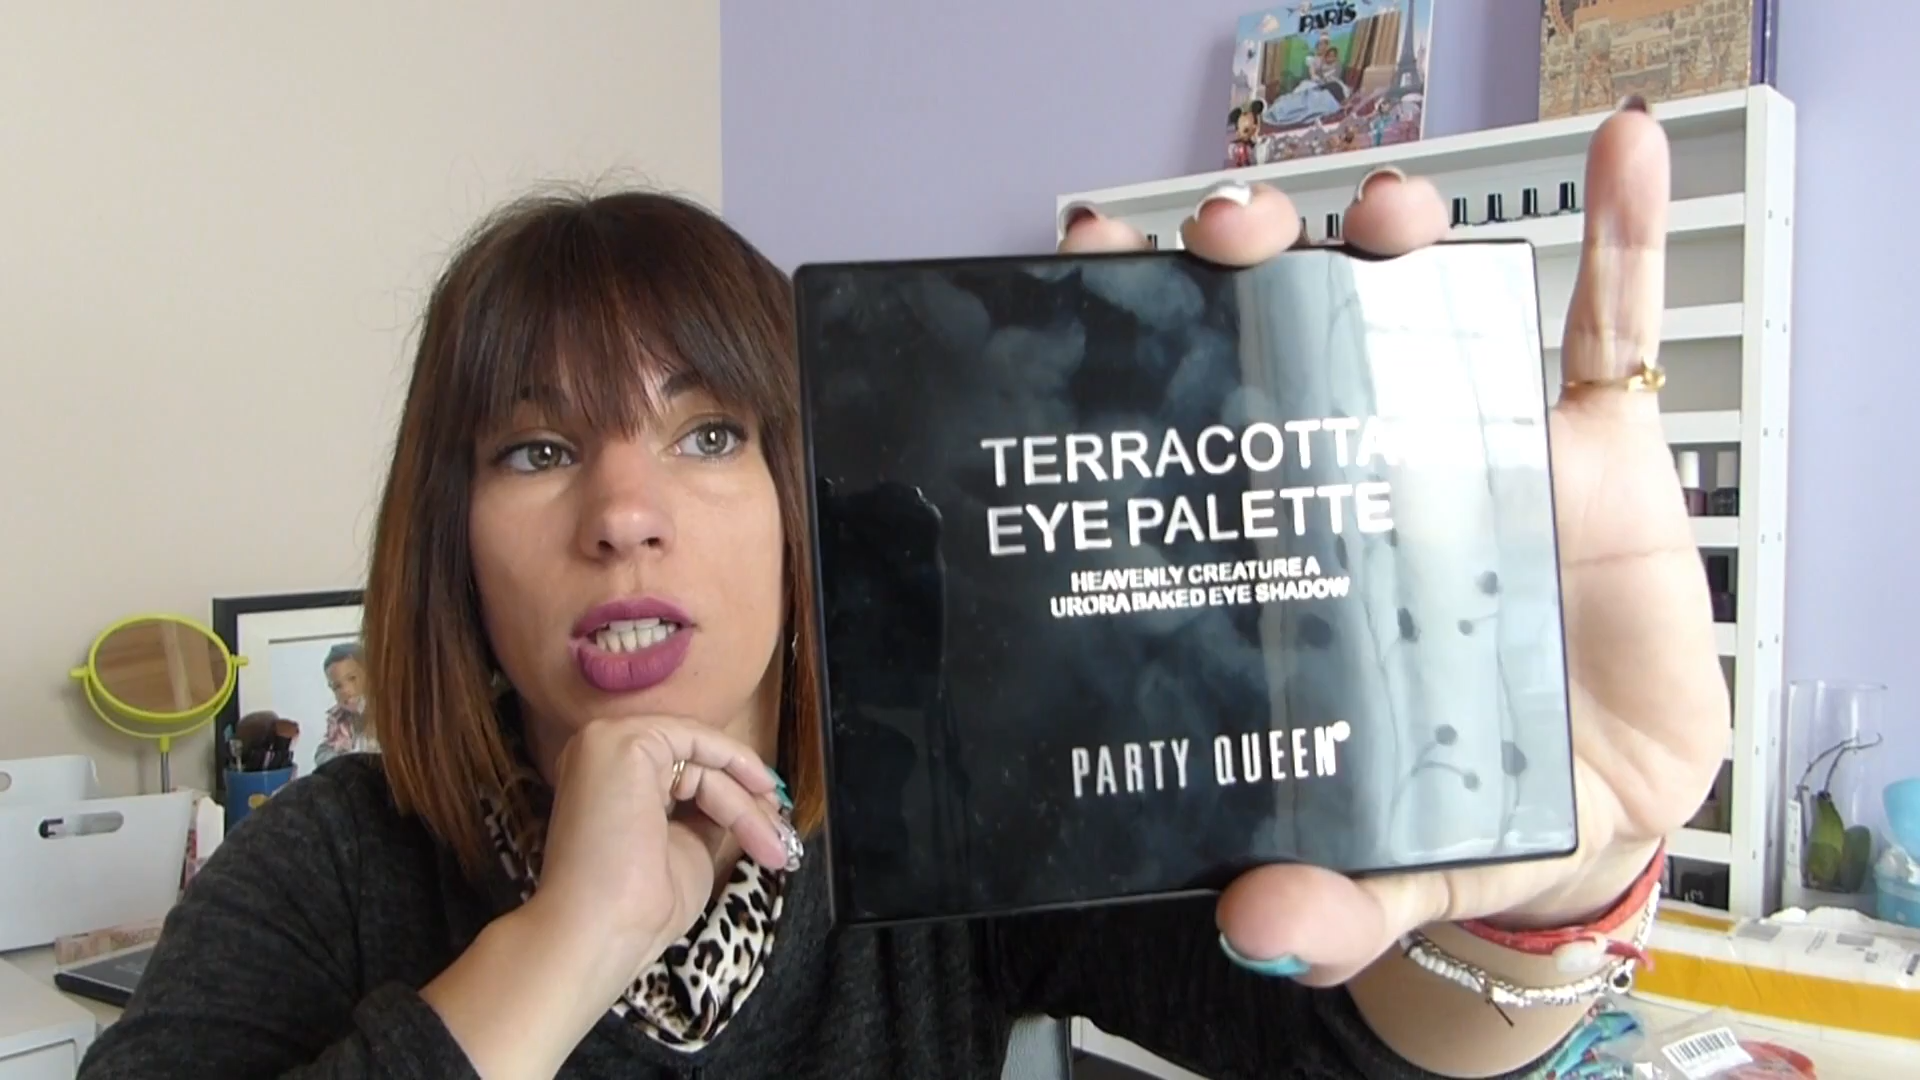 PARIS
TERRACOTTA
EYE PALETTE
HEAVENLY CREATURE A
URORA BAKED EYE SHADOW
PARTY QUEEN